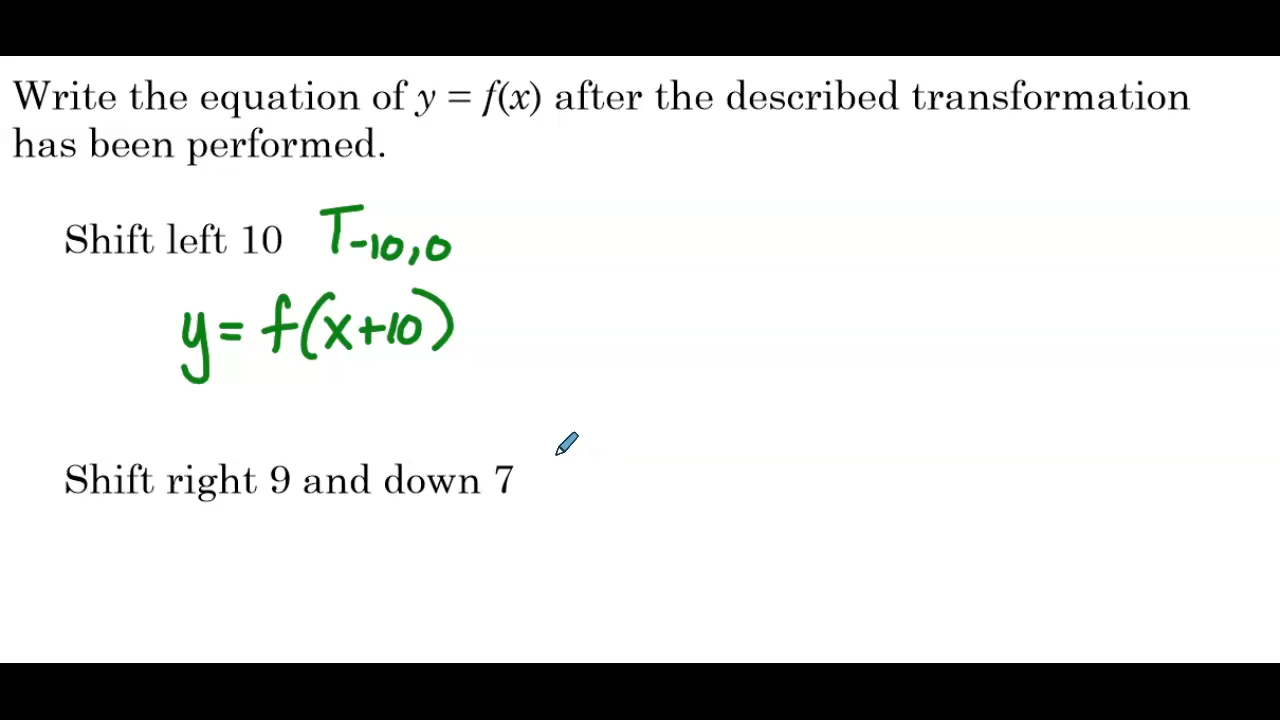 Write the equation of y = f(x) after the described transformation
has been performed.
Shift left 10 T-10,0
y = f(x+10)
Shift right 9 and down 7